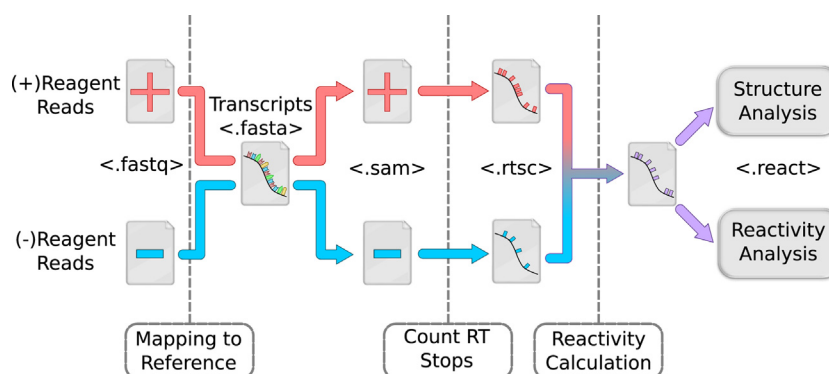 (+)Reagent
Reads
Transcripts
<.fasta>
Structure
Analysis
<.fastq>
<.sam>
<.rtsc>
<.react>
(-)Reagent
Reads
Reactivity
Analysis
Mapping to
Reference
Count RT
Stops
Reactivity
Calculation